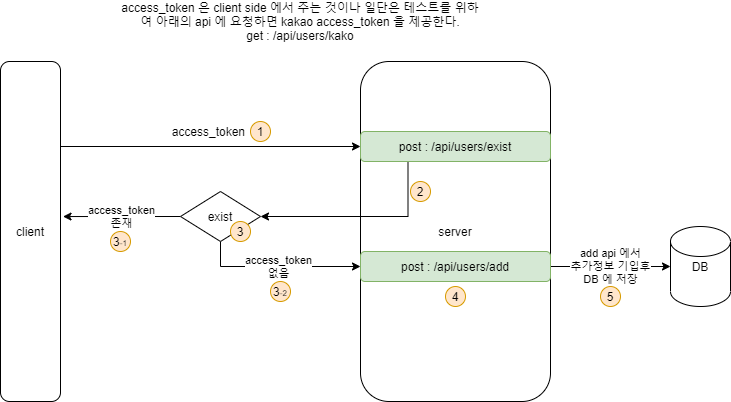 access_token 은 client side 에서 주는 것이나 일단은 테스트를 위하
여 아래의 api 에 요청하면 kakao access_token 을 제공한다.
get : /api/users/kako
access_token 1
post : /api/users/exist
2
access_token
존재
3-1
exist
3
client
server
access_token
없음
3-2
post : /api/users/add
4
add api 에서
추가정보 기입후
DB 에 저장
5
DB